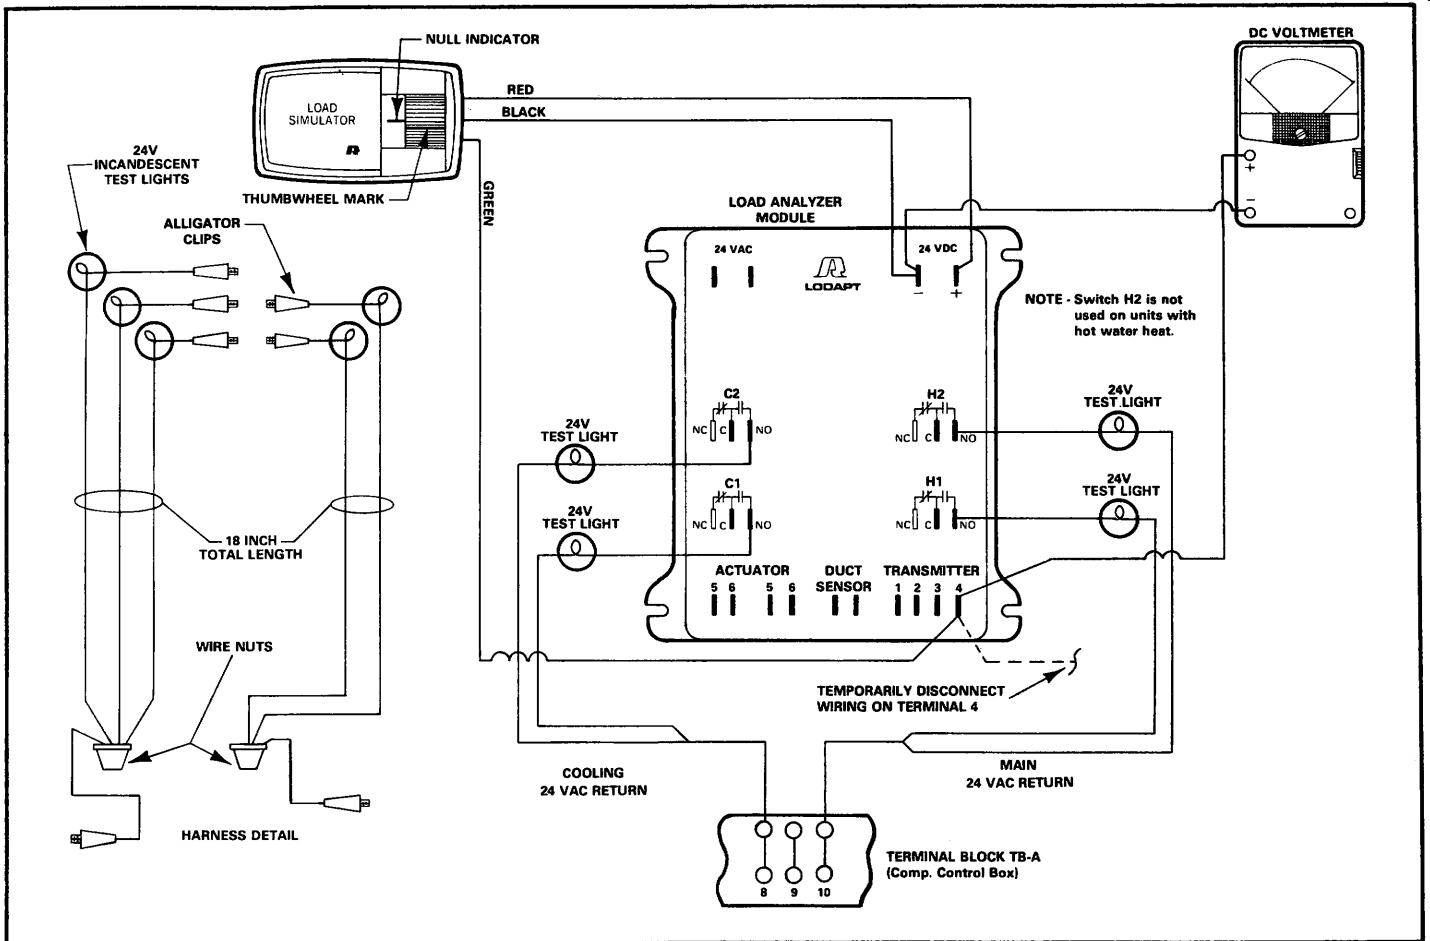 NULL INDICATOR
DC VOLTMETER
RED
BLACK
LOAD
SIMULATOR
R
THUMBWHEEL MARK
GREEN
24V
INCANDESCENT
TEST LIGHTS
ALLIGATOR
CLIPS
+
−
LOAD ANALYZER
MODULE
24 VAC
24 VDC
R
LODAPT
−
+
NOTE - Switch H2 is not
used on units with
hot water heat.
C2
NC C NO
H2
NC C NO
24V
TEST LIGHT
24V
TEST LIGHT
C1
NC C NO
H1
NC C NO
24V
TEST LIGHT
24V
TEST LIGHT
18 INCH
TOTAL LENGTH
ACTUATOR
5 6 5 6
DUCT
SENSOR
TRANSMITTER
1 2 3 4
WIRE NUTS
TEMPORARILY DISCONNECT
WIRING ON TERMINAL 4
COOLING
24 VAC RETURN
MAIN
24 VAC RETURN
HARNESS DETAIL
8 9 10
TERMINAL BLOCK TB-A
(Comp. Control Box)